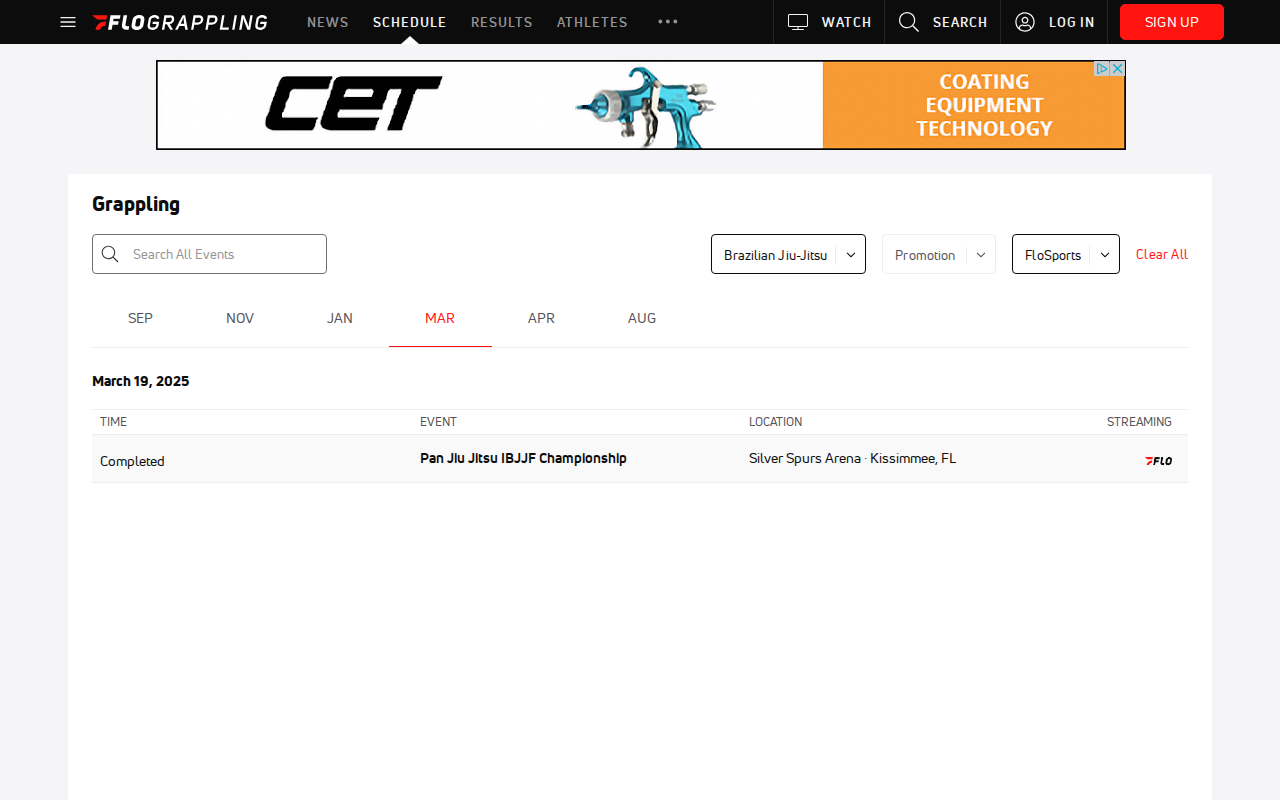 FLOGRAPPLING NEWS SCHEDULE RESULTS ATHLETES WATCH SEARCH LOG IN SIGN UP
CET
COATING
EQUIPMENT
TECHNOLOGY
Grappling
Search All Events Brazilian Jiu-Jitsu Promotion FloSports Clear All
SEP NOV JAN MAR APR AUG
March 19, 2025
TIME EVENT LOCATION STREAMING
Completed Pan Jiu Jitsu IBJJF Championship Silver Spurs Arena · Kissimmee, FL FLO